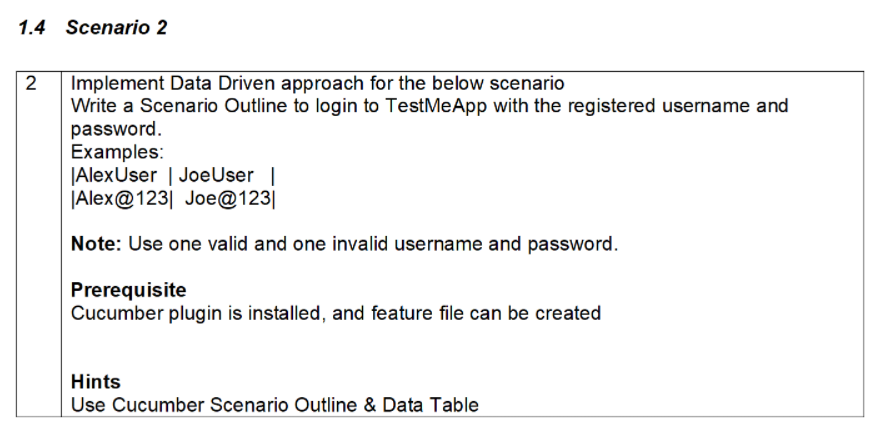 1.4 Scenario 2
2 Implement Data Driven approach for the below scenario
Write a Scenario Outline to login to TestMeApp with the registered username and
password.
Examples:
|AlexUser | JoeUser |
|Alex@123| Joe@123|
Note: Use one valid and one invalid username and password.
Prerequisite
Cucumber plugin is installed, and feature file can be created
Hints
Use Cucumber Scenario Outline & Data Table